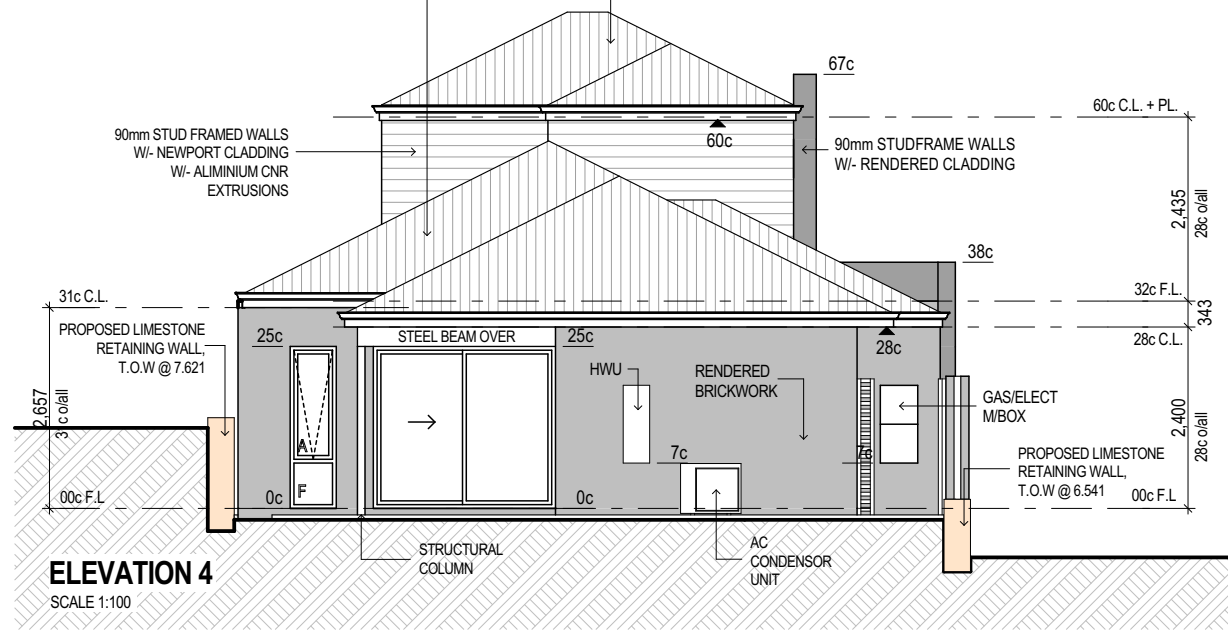 67c
60c C.L. + PL.
90mm STUD FRAMED WALLS
W/- NEWPORT CLADDING
W/- ALIMINIUM CNR
EXTRUSIONS
60c
90mm STUDFRAME WALLS
W/- RENDERED CLADDING
2,435
28c o/all
38c
31c C.L.
32c F.L.
343
PROPOSED LIMESTONE
RETAINING WALL,
T.O.W @ 7.621
25c
STEEL BEAM OVER
25c
28c
28c C.L.
HWU
RENDERED
BRICKWORK
GAS/ELECT
M/BOX
2,657
c o/all
2,400
28c o/all
A
F
7c
7c
PROPOSED LIMESTONE
RETAINING WALL,
T.O.W @ 6.541
00c F.L
0c
0c
00c F.L
STRUCTURAL
COLUMN
AC
CONDENSOR
UNIT
ELEVATION 4
SCALE 1:100